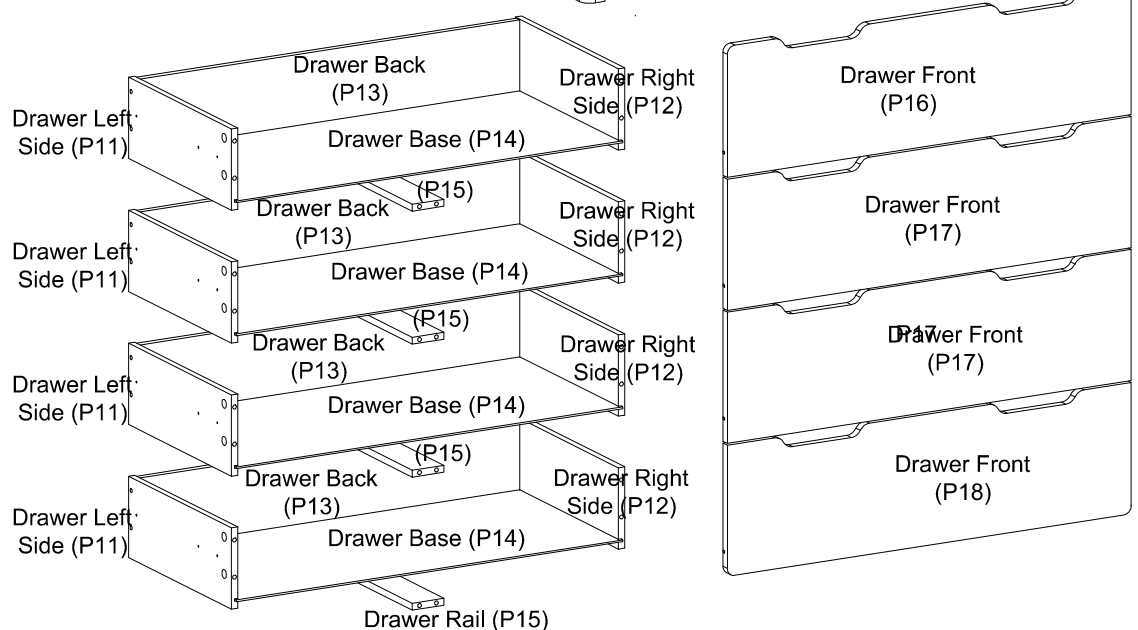 Drawer Back
(P13)
Drawer Right
Side (P12)
Drawer Left
Side (P11)
Drawer Base (P14)
Drawer Front
(P16)
(P15)
Drawer Back
(P13)
Drawer Right
Side (P12)
Drawer Left
Side (P11)
Drawer Base (P14)
Drawer Front
(P17)
(P15)
Drawer Back
(P13)
Drawer Right
Side (P12)
Drawer Left
Side (P11)
Drawer Base (P14)
P17
Drawer Front
(P17)
(P15)
Drawer Back
(P13)
Drawer Right
Side (P12)
Drawer Left
Side (P11)
Drawer Base (P14)
Drawer Front
(P18)
Drawer Rail (P15)